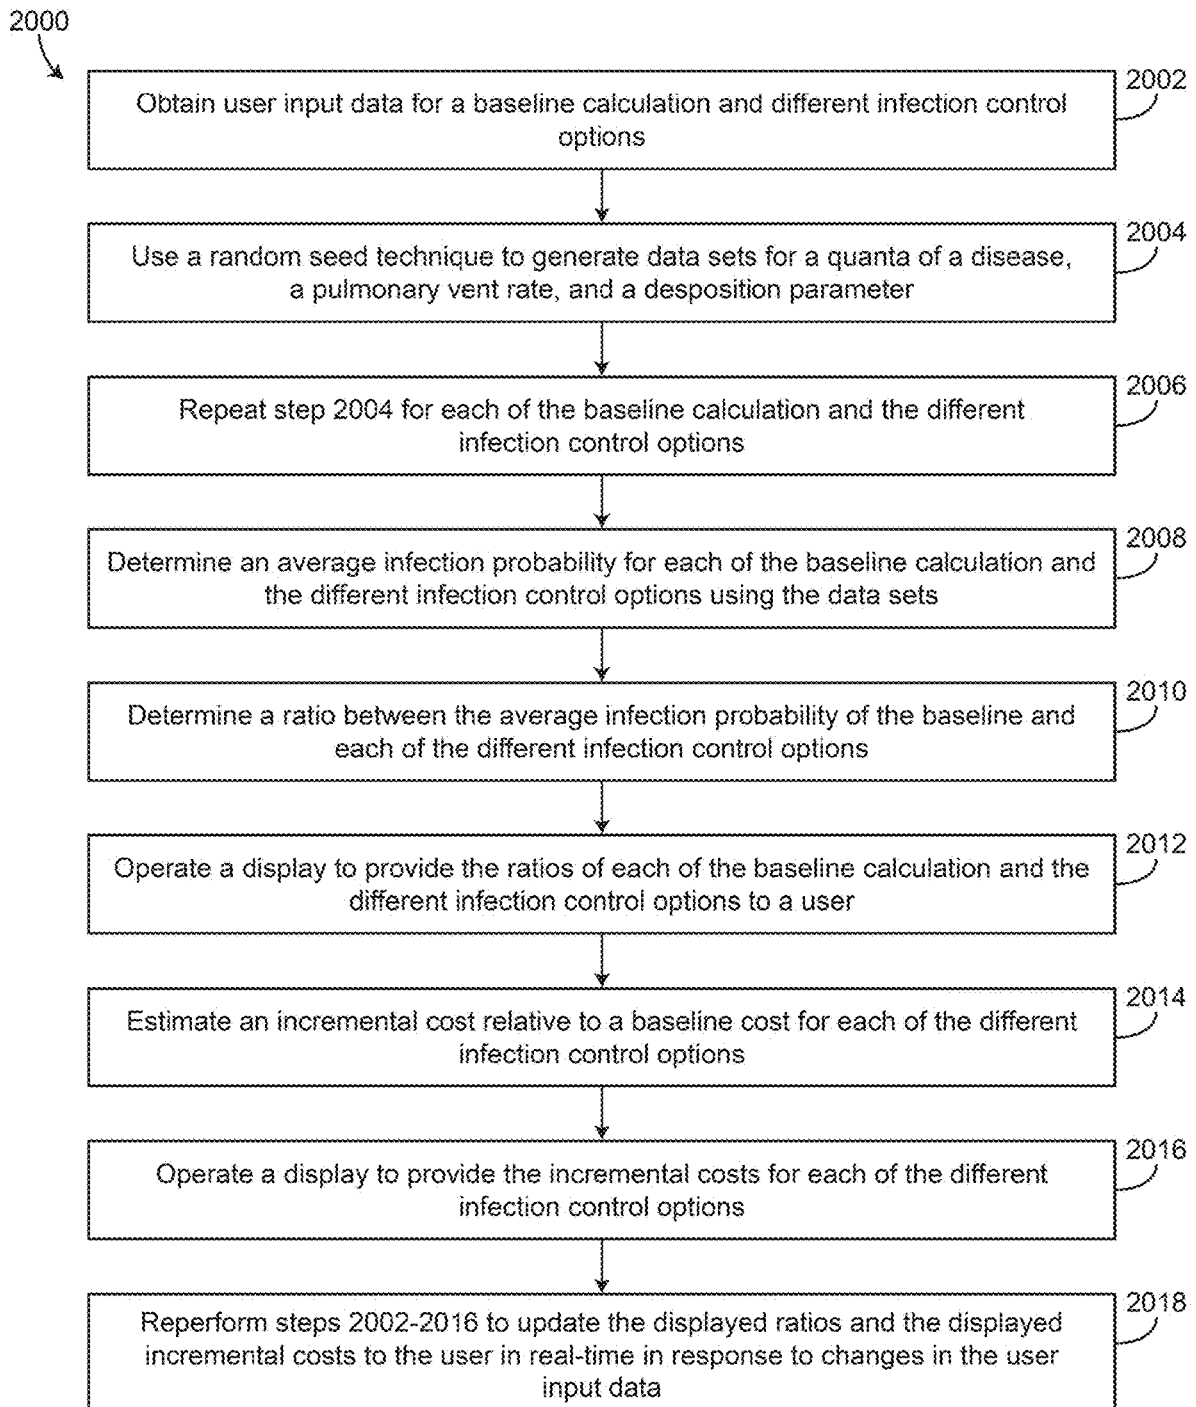 2000
2002
Obtain user input data for a baseline calculation and different infection control
options
2004
Use a random seed technique to generate data sets for a quanta of a disease,
a pulmonary vent rate, and a desposition parameter
2006
Repeat step 2004 for each of the baseline calculation and the different
infection control options
2008
Determine an average infection probability for each of the baseline calculation and
the different infection control options using the data sets
2010
Determine a ratio between the average infection probability of the baseline and
each of the different infection control options
2012
Operate a display to provide the ratios of each of the baseline calculation and the
different infection control options to a user
2014
Estimate an incremental cost relative to a baseline cost for each of the different
infection control options
2016
Operate a display to provide the incremental costs for each of the different
infection control options
2018
Reperform steps 2002-2016 to update the displayed ratios and the displayed
incremental costs to the user in real-time in response to changes in the user
input data